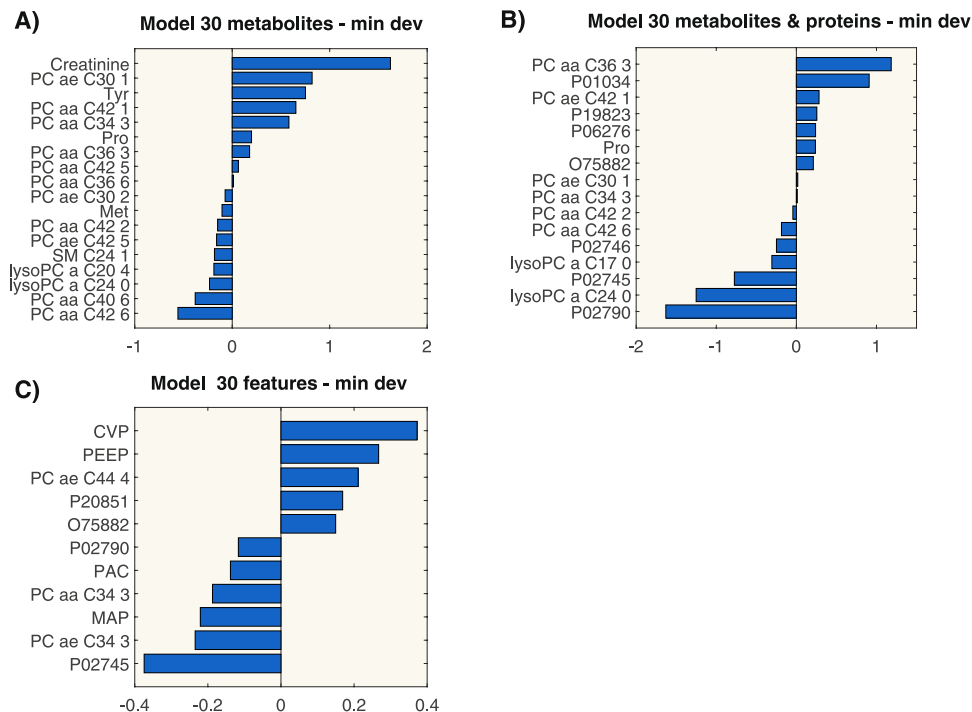 A)
Model 30 metabolites - min dev
Creatinine
PC ae C30 1
Tyr
PC aa C42 1
PC aa C34 3
Pro
PC aa C36 3
PC aa C42 5
PC aa C36 6
PC ae C30 2
Met
PC aa C42 2
PC ae C42 5
SM C24 1
lysoPC a C20 4
lysoPC a C24 0
PC aa C40 6
PC aa C42 6
-1 0 1 2
B)
Model 30 metabolites & proteins - min dev
PC aa C36 3
P01034
PC ae C42 1
P19823
P06276
Pro
O75882
PC ae C30 1
PC aa C34 3
PC aa C42 2
PC aa C42 6
P02746
lysoPC a C17 0
P02745
lysoPC a C24 0
P02790
-2 -1 0 1
C)
Model 30 features - min dev
CVP
PEEP
PC ae C44 4
P20851
O75882
P02790
PAC
PC aa C34 3
MAP
PC ae C34 3
P02745
-0.4 -0.2 0 0.2 0.4